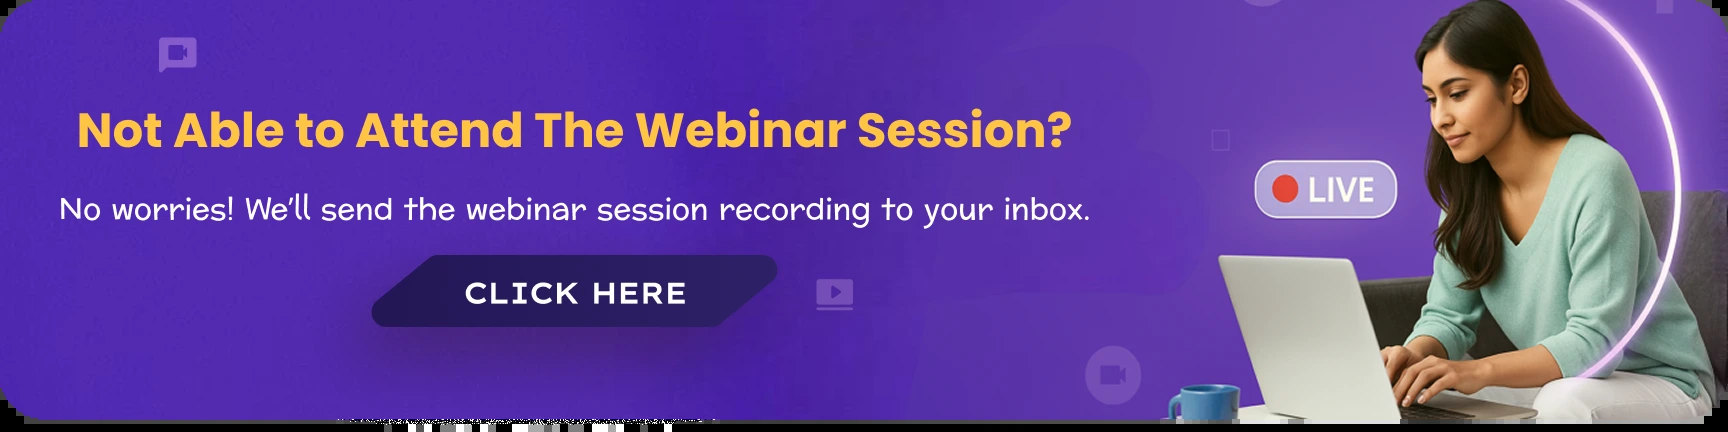 Not Able to Attend The Webinar Session?
No worries! We'll send the webinar session recording to your inbox.
CLICK HERE
LIVE